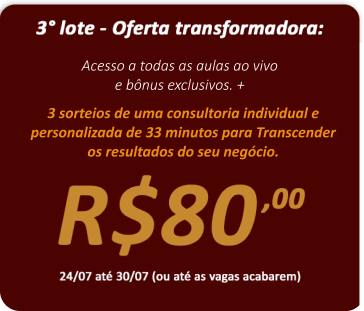 3° lote - Oferta transformadora:
Acesso a todas as aulas ao vivo
e bônus exclusivos. +
3 sorteios de uma consultoria individual e
personalizada de 33 minutos para Transcender
os resultados do seu negócio.
R$80,00
24/07 até 30/07 (ou até as vagas acabarem)